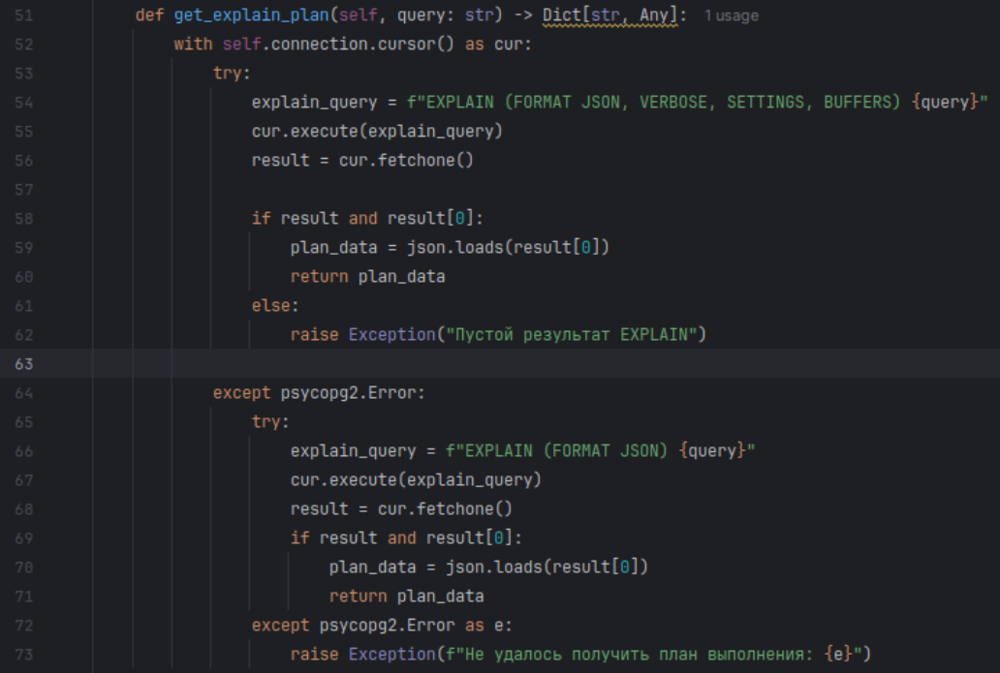 51 def get_explain_plan(self, query: str) -> Dict[str, Any]: 1 usage
52 with self.connection.cursor() as cur:
53 try:
54 explain_query = f"EXPLAIN (FORMAT JSON, VERBOSE, SETTINGS, BUFFERS) {query}"
55 cur.execute(explain_query)
56 result = cur.fetchone()
57
58 if result and result[0]:
59 plan_data = json.loads(result[0])
60 return plan_data
61 else:
62 raise Exception("Пустой результат EXPLAIN")
63
64 except psycopg2.Error:
65 try:
66 explain_query = f"EXPLAIN (FORMAT JSON) {query}"
67 cur.execute(explain_query)
68 result = cur.fetchone()
69 if result and result[0]:
70 plan_data = json.loads(result[0])
71 return plan_data
72 except psycopg2.Error as e:
73 raise Exception(f"Не удалось получить план выполнения: {e}")